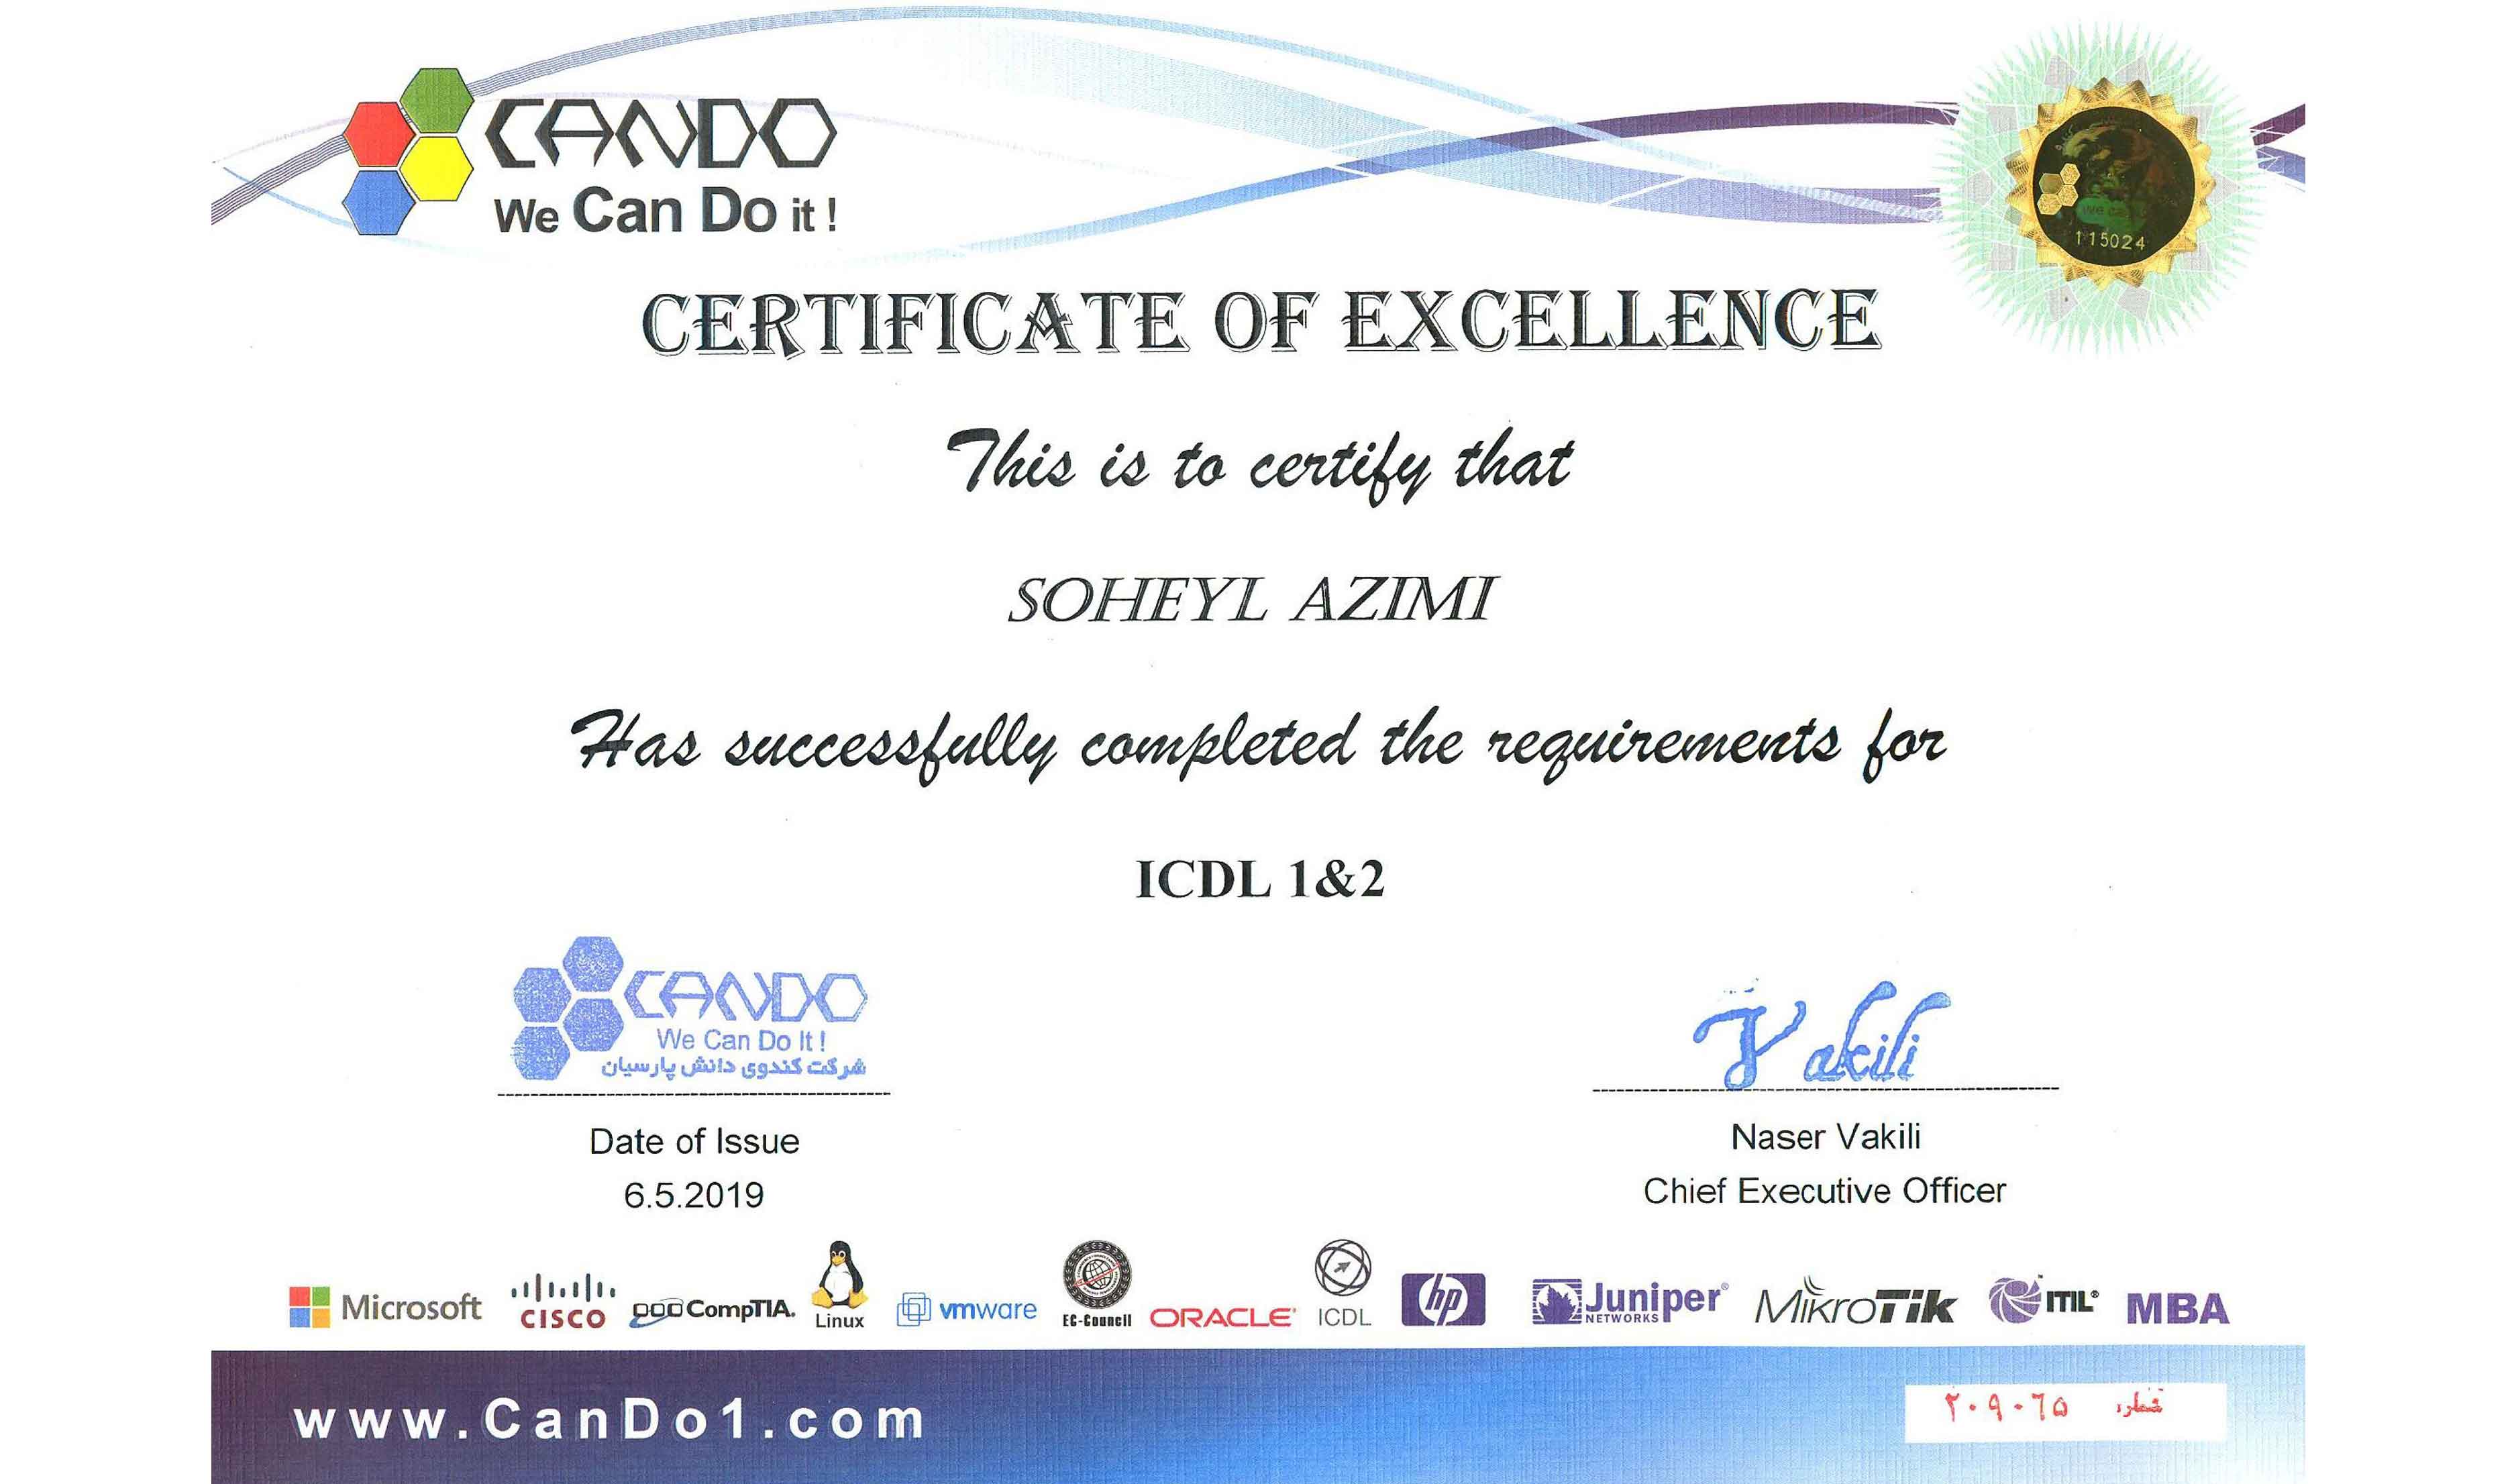 CANDO
We Can Do it !
115024
CERTIFICATE OF EXCELLENCE
This is to certify that
SOHEYL AZIMI
Has successfully completed the requirements for
ICDL 1&2
CANDO
We Can Do It !
شرکت کندوی دانش پارسیان
Vakili
Date of Issue
6.5.2019
Naser Vakili
Chief Executive Officer
Microsoft
CISCO
CompTIA.
Linux
vmware
EC-Council
ORACLE
ICDL
hp
Juniper®
NETWORKS
MikroTik
ITIL®
MBA
www.CanDo1.com
شماره ۲۰۹۰۶۵